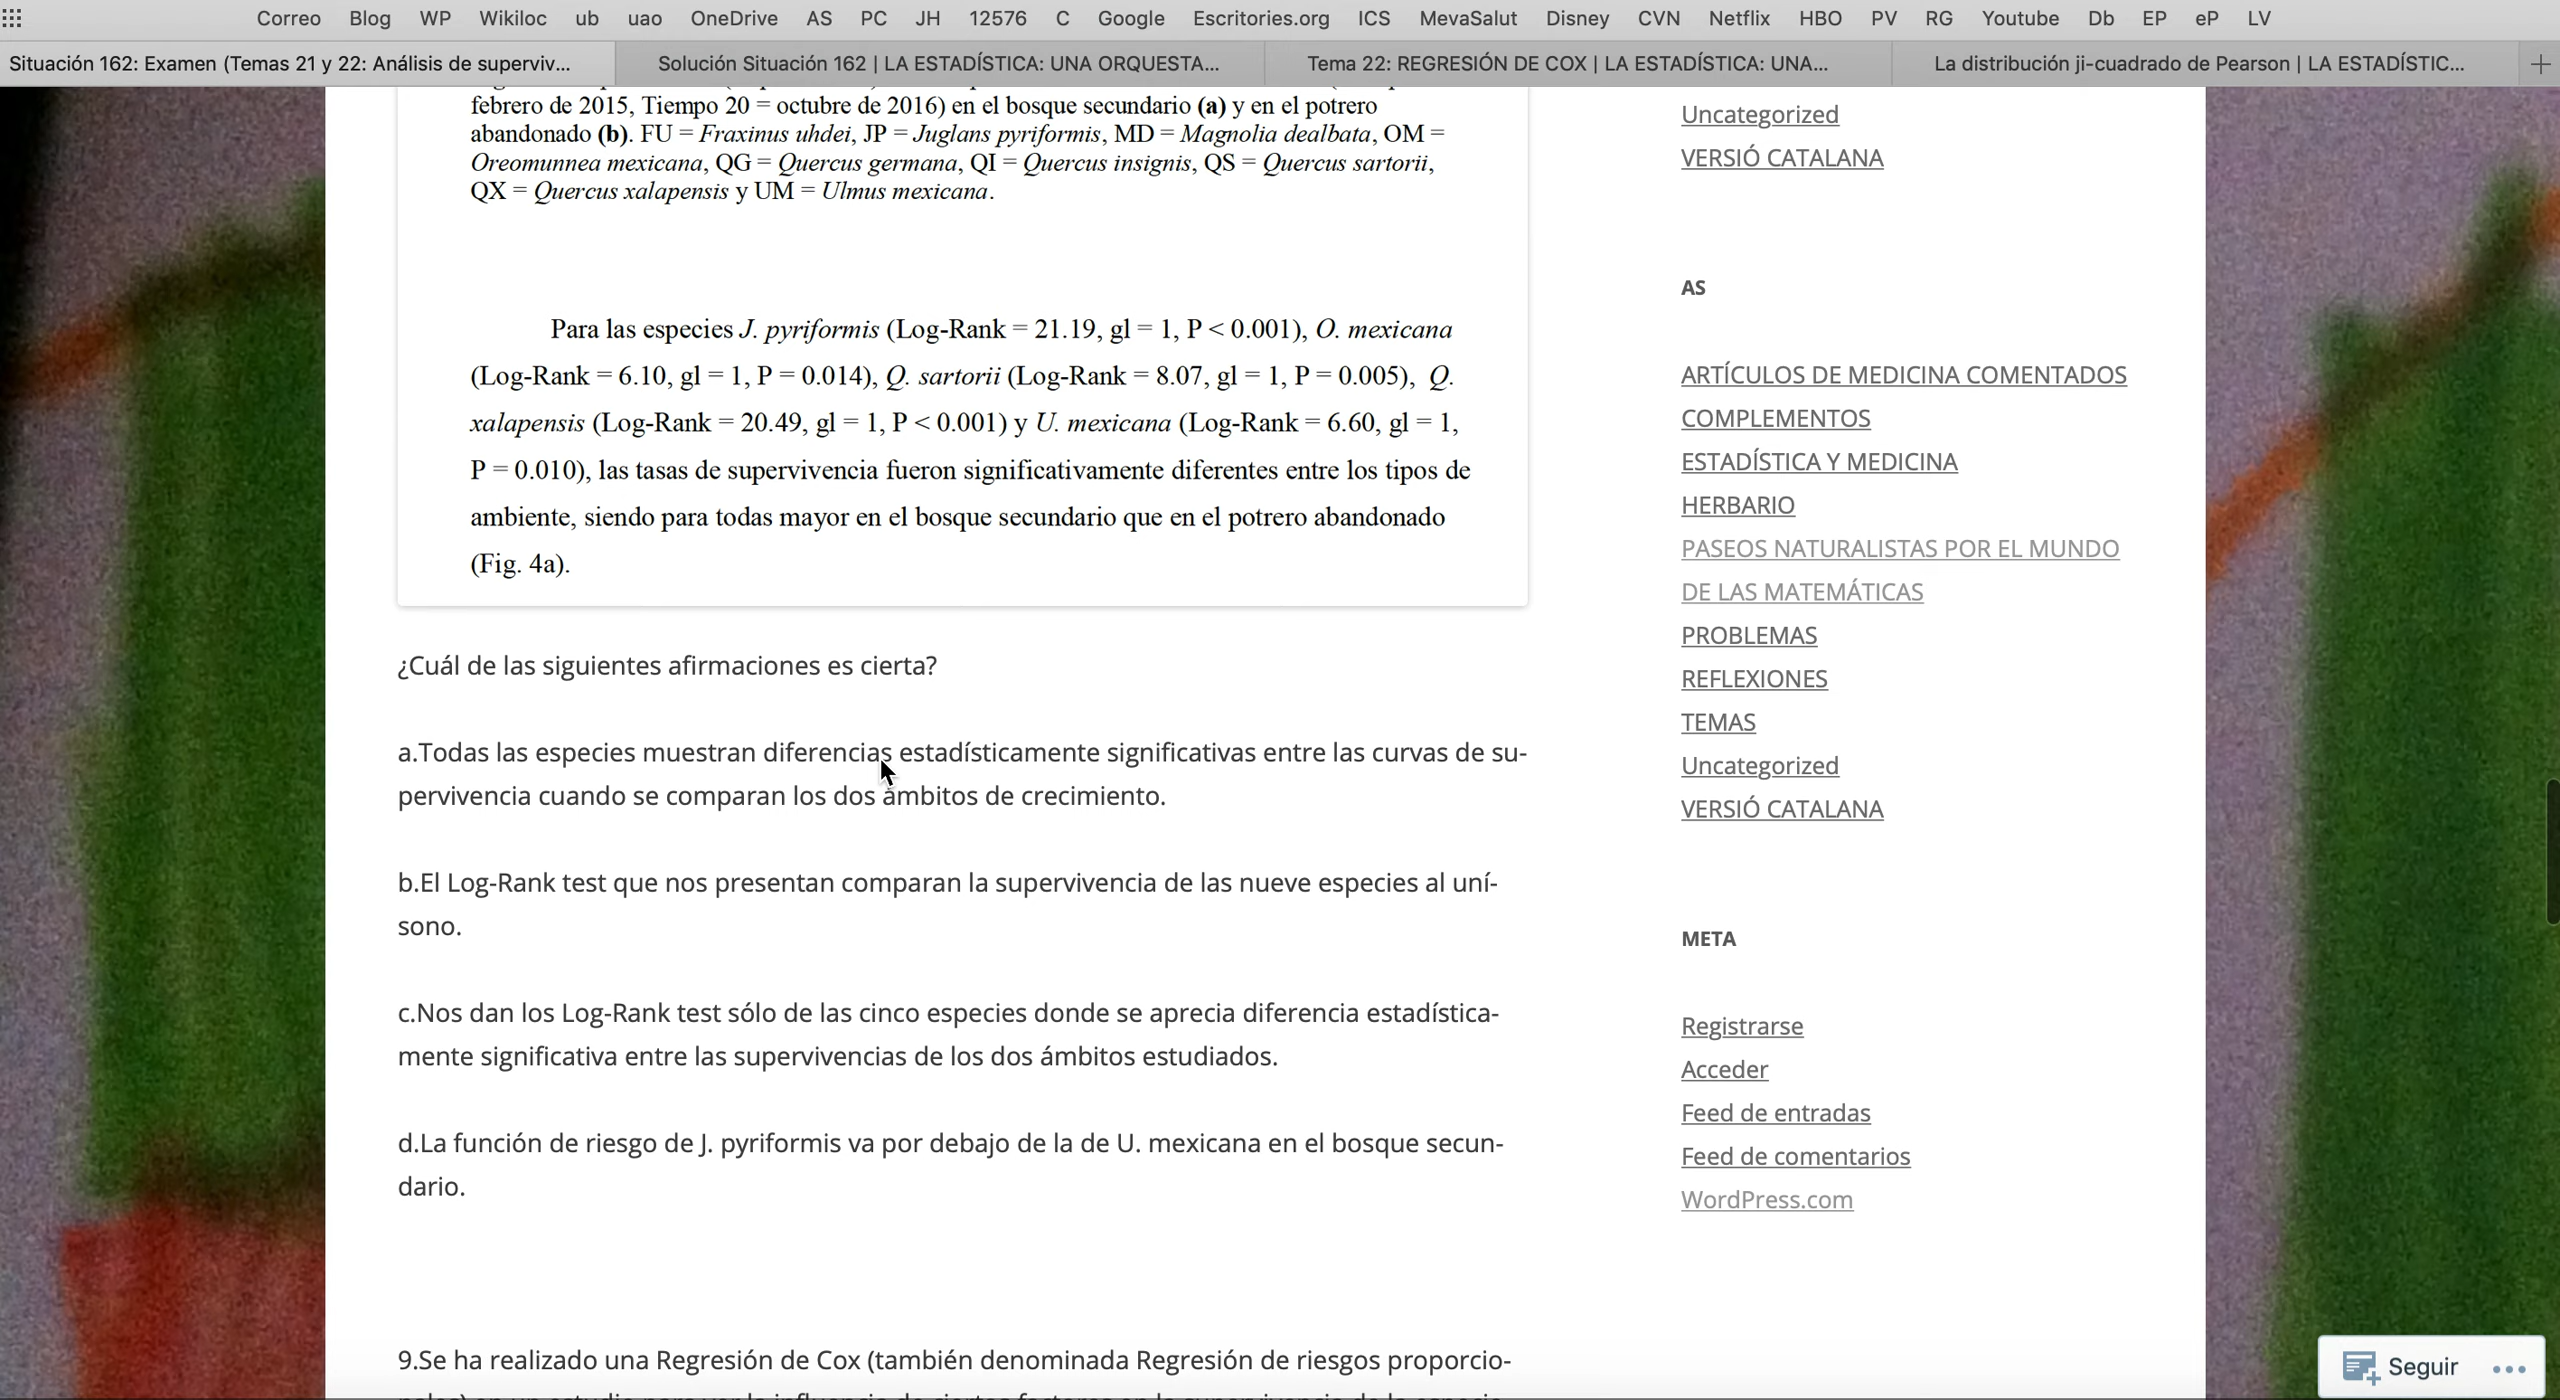 Correo Blog WP Wikiloc ub uao OneDrive AS PC JH 12576 C Google Escritories.org ICS MevaSalut Disney CVN Netflix HBO PV RG Youtube Db EP eP LV
Situación 162: Examen (Temas 21 y 22: Análisis de superviv...
Solución Situación 162 | LA ESTADÍSTICA: UNA ORQUESTA...
Tema 22: REGRESIÓN DE COX | LA ESTADÍSTICA: UNA...
La distribución ji-cuadrado de Pearson | LA ESTADÍSTIC...
febrero de 2015, Tiempo 20 = octubre de 2016) en el bosque secundario (a) y en el potrero
abandonado (b). FU = Fraxinus uhdei, JP = Juglans pyriformis, MD = Magnolia dealbata, OM =
Oreomunnea mexicana, QG = Quercus germana, QI = Quercus insignis, QS = Quercus sartorii,
QX = Quercus xalapensis y UM = Ulmus mexicana.
Para las especies J. pyriformis (Log-Rank = 21.19, gl = 1, P < 0.001), O. mexicana
(Log-Rank = 6.10, gl = 1, P = 0.014), Q. sartorii (Log-Rank = 8.07, gl = 1, P = 0.005), Q.
xalapensis (Log-Rank = 20.49, gl = 1, P < 0.001) y U. mexicana (Log-Rank = 6.60, gl = 1,
P = 0.010), las tasas de supervivencia fueron significativamente diferentes entre los tipos de
ambiente, siendo para todas mayor en el bosque secundario que en el potrero abandonado
(Fig. 4a).
¿Cuál de las siguientes afirmaciones es cierta?
a.Todas las especies muestran diferencias estadísticamente significativas entre las curvas de su-
pervivencia cuando se comparan los dos ámbitos de crecimiento.
b.El Log-Rank test que nos presentan comparan la supervivencia de las nueve especies al uní-
sono.
c.Nos dan los Log-Rank test sólo de las cinco especies donde se aprecia diferencia estadística-
mente significativa entre las supervivencias de los dos ámbitos estudiados.
d.La función de riesgo de J. pyriformis va por debajo de la de U. mexicana en el bosque secun-
dario.
9.Se ha realizado una Regresión de Cox (también denominada Regresión de riesgos proporcio-
Uncategorized
VERSIÓ CATALANA
AS
ARTÍCULOS DE MEDICINA COMENTADOS
COMPLEMENTOS
ESTADÍSTICA Y MEDICINA
HERBARIO
PASEOS NATURALISTAS POR EL MUNDO
DE LAS MATEMÁTICAS
PROBLEMAS
REFLEXIONES
TEMAS
Uncategorized
VERSIÓ CATALANA
META
Registrarse
Acceder
Feed de entradas
Feed de comentarios
WordPress.com
Seguir